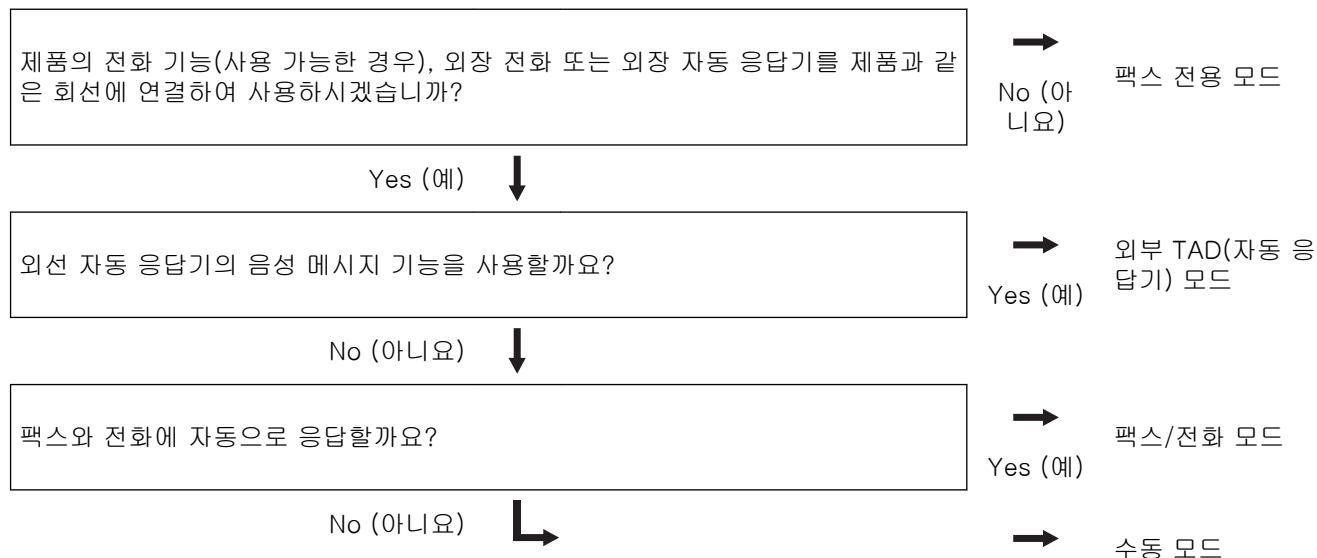 제품의 전화 기능(사용 가능한 경우), 외장 전화 또는 외장 자동 응답기를 제품과 같
은 회선에 연결하여 사용하시겠습니까?
No (아
니요)
팩스 전용 모드
Yes (예)
외선 자동 응답기의 음성 메시지 기능을 사용할까요?
Yes (예)
외부 TAD(자동 응
답기) 모드
No (아니요)
팩스와 전화에 자동으로 응답할까요?
Yes (예)
팩스/전화 모드
No (아니요)
수동 모드